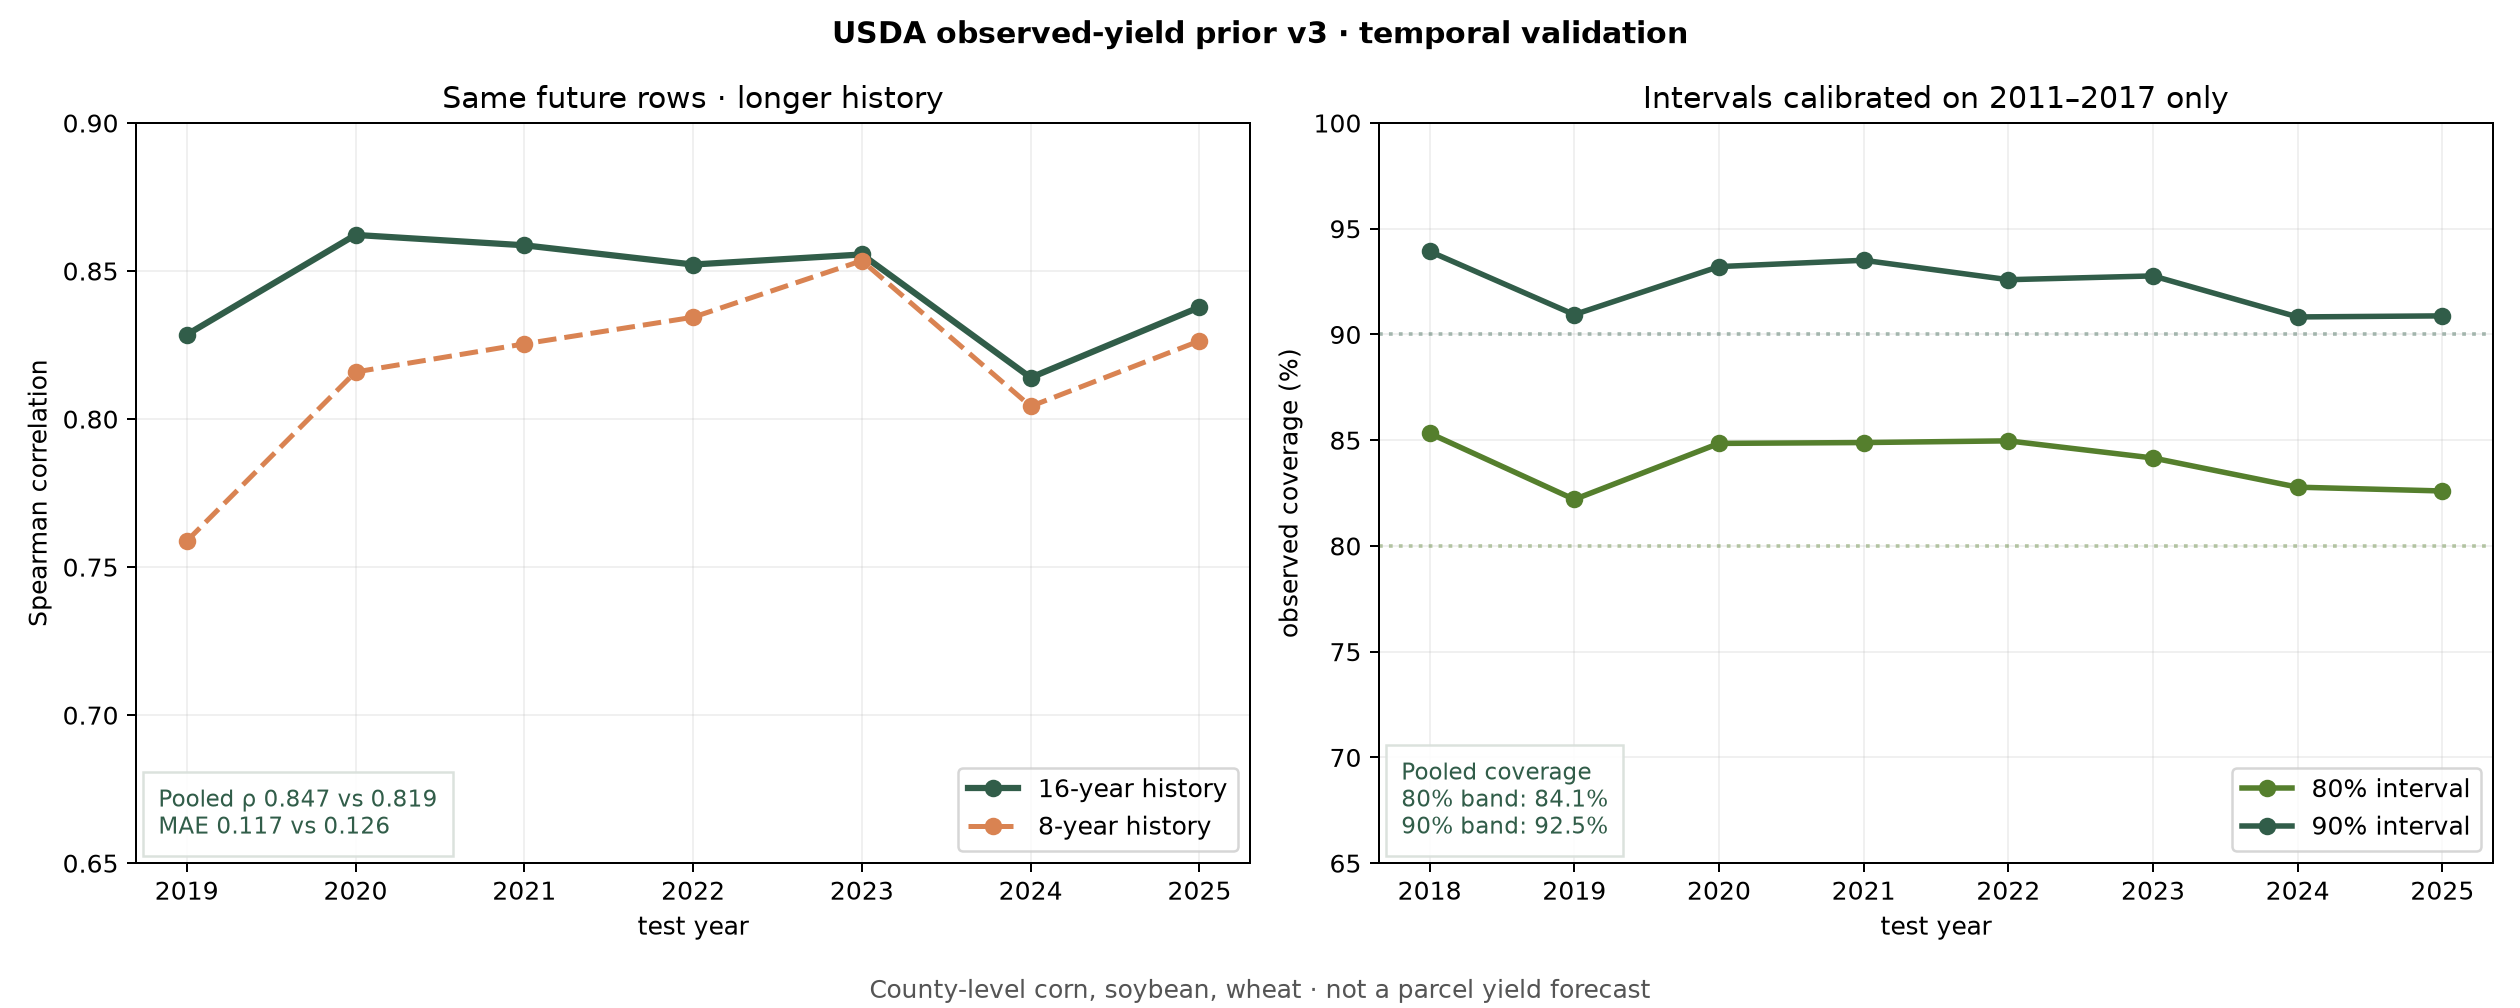 USDA observed-yield prior v3 · temporal validation
Same future rows · longer history
0.90
0.85
0.80
0.75
0.70
0.65
Spearman correlation
Pooled ρ 0.847 vs 0.819
MAE 0.117 vs 0.126
16-year history
8-year history
2019 2020 2021 2022 2023 2024 2025
test year
Intervals calibrated on 2011–2017 only
100
95
90
85
80
75
70
65
observed coverage (%)
Pooled coverage
80% band: 84.1%
90% band: 92.5%
80% interval
90% interval
2018 2019 2020 2021 2022 2023 2024 2025
test year
County-level corn, soybean, wheat · not a parcel yield forecast